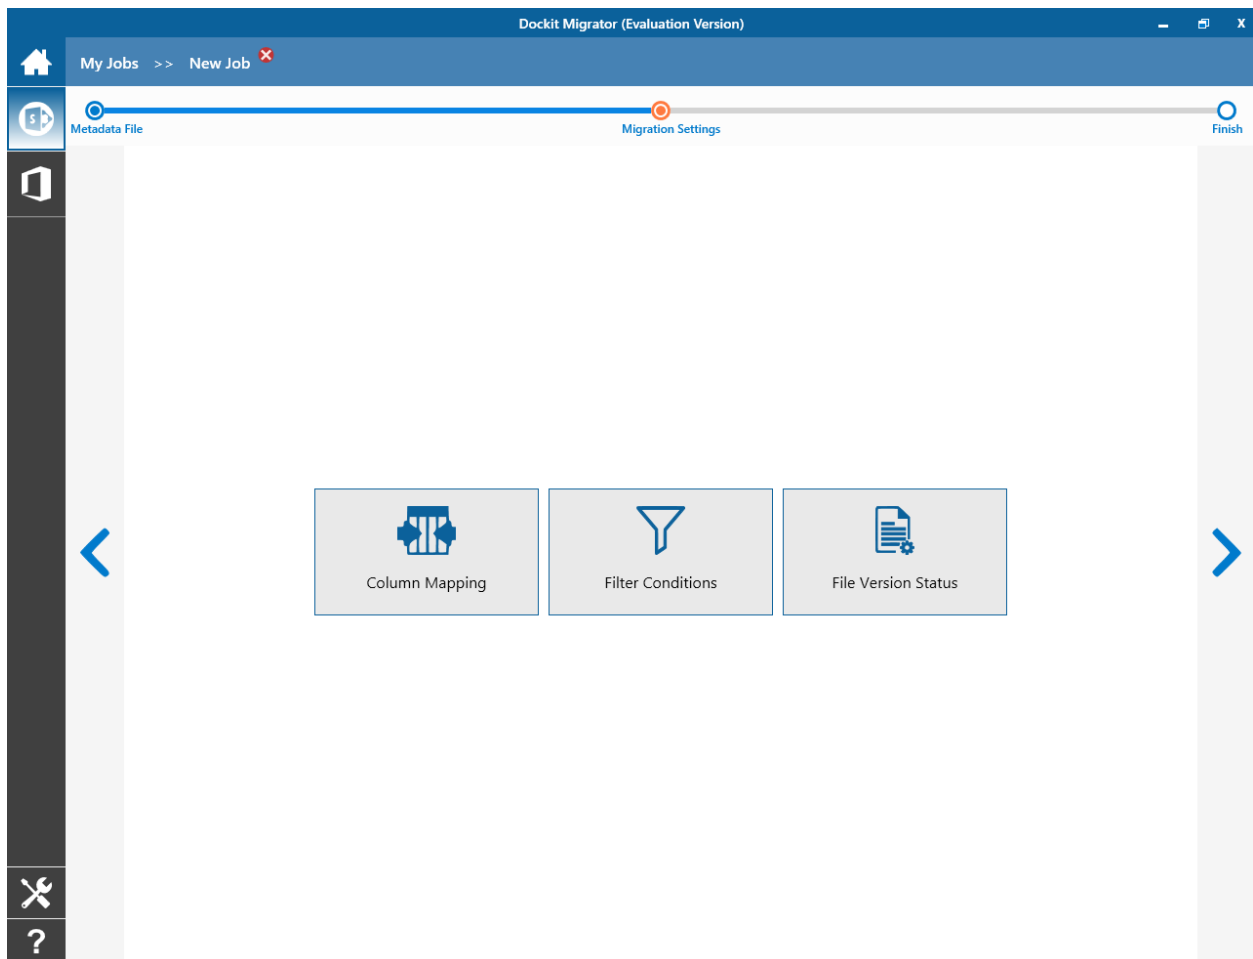 Dockit Migrator (Evaluation Version)
X
My Jobs >> New Job
S
Metadata File
Migration Settings
Finish
Column Mapping
Filter Conditions
File Version Status
?